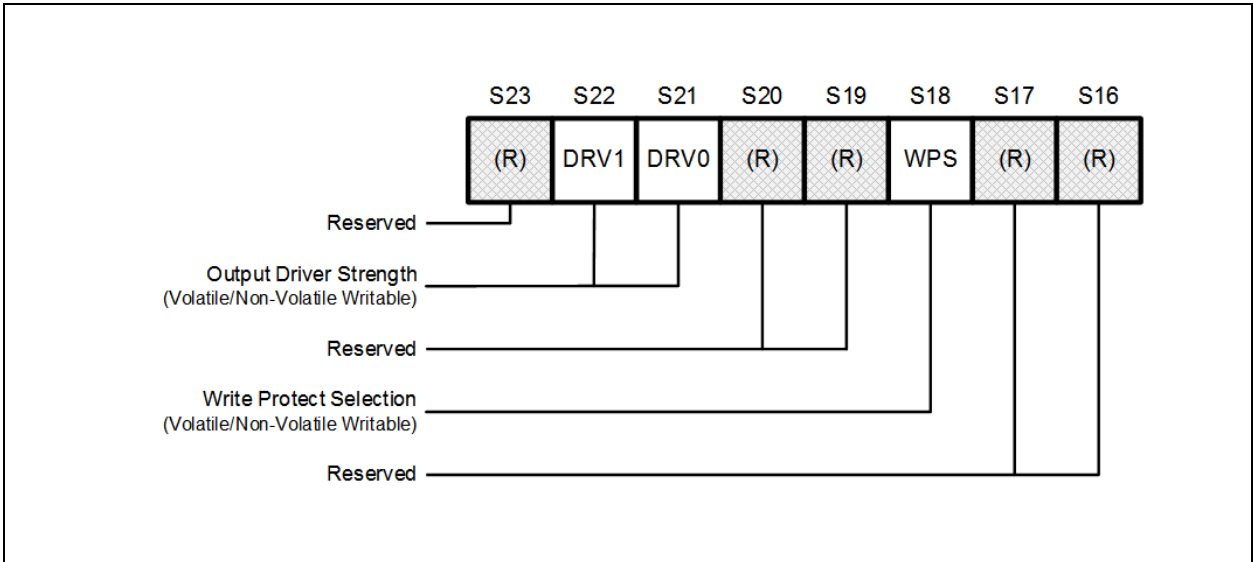 S23 S22 S21 S20 S19 S18 S17 S16
(R) DRV1 DRV0 (R) (R) WPS (R) (R)
Reserved
Output Driver Strength
(Volatile/Non-Volatile Writable)
Reserved
Write Protect Selection
(Volatile/Non-Volatile Writable)
Reserved